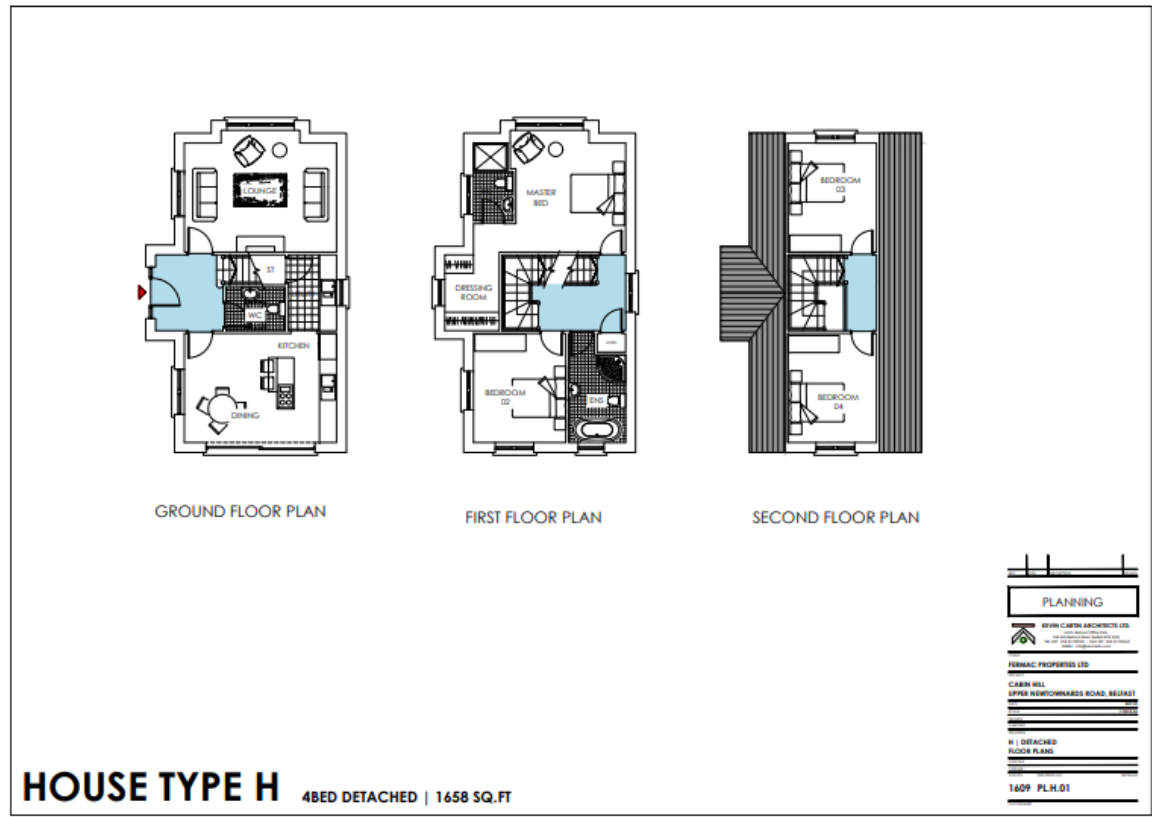 LOUNGE
ST
WC
KITCHEN
DINING
GROUND FLOOR PLAN
MASTER
BED
DRESSING
ROOM
BEDROOM
02
ENS
FIRST FLOOR PLAN
BEDROOM
03
BEDROOM
04
SECOND FLOOR PLAN
PLANNING
KEVIN CARTIN ARCHITECTS LTD.
FERMAC PROPERTIES LTD
CABIN HILL
UPPER NEWTOWNARDS ROAD, BELFAST
H | DETACHED
FLOOR PLANS
1609 PL.H.01
HOUSE TYPE H 4BED DETACHED | 1658 SQ.FT